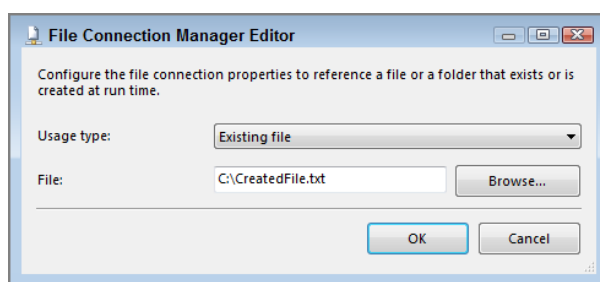 File Connection Manager Editor
Configure the file connection properties to reference a file or a folder that exists or is
created at run time.
Usage type: Existing file
File: C:\CreatedFile.txt Browse...
OK Cancel